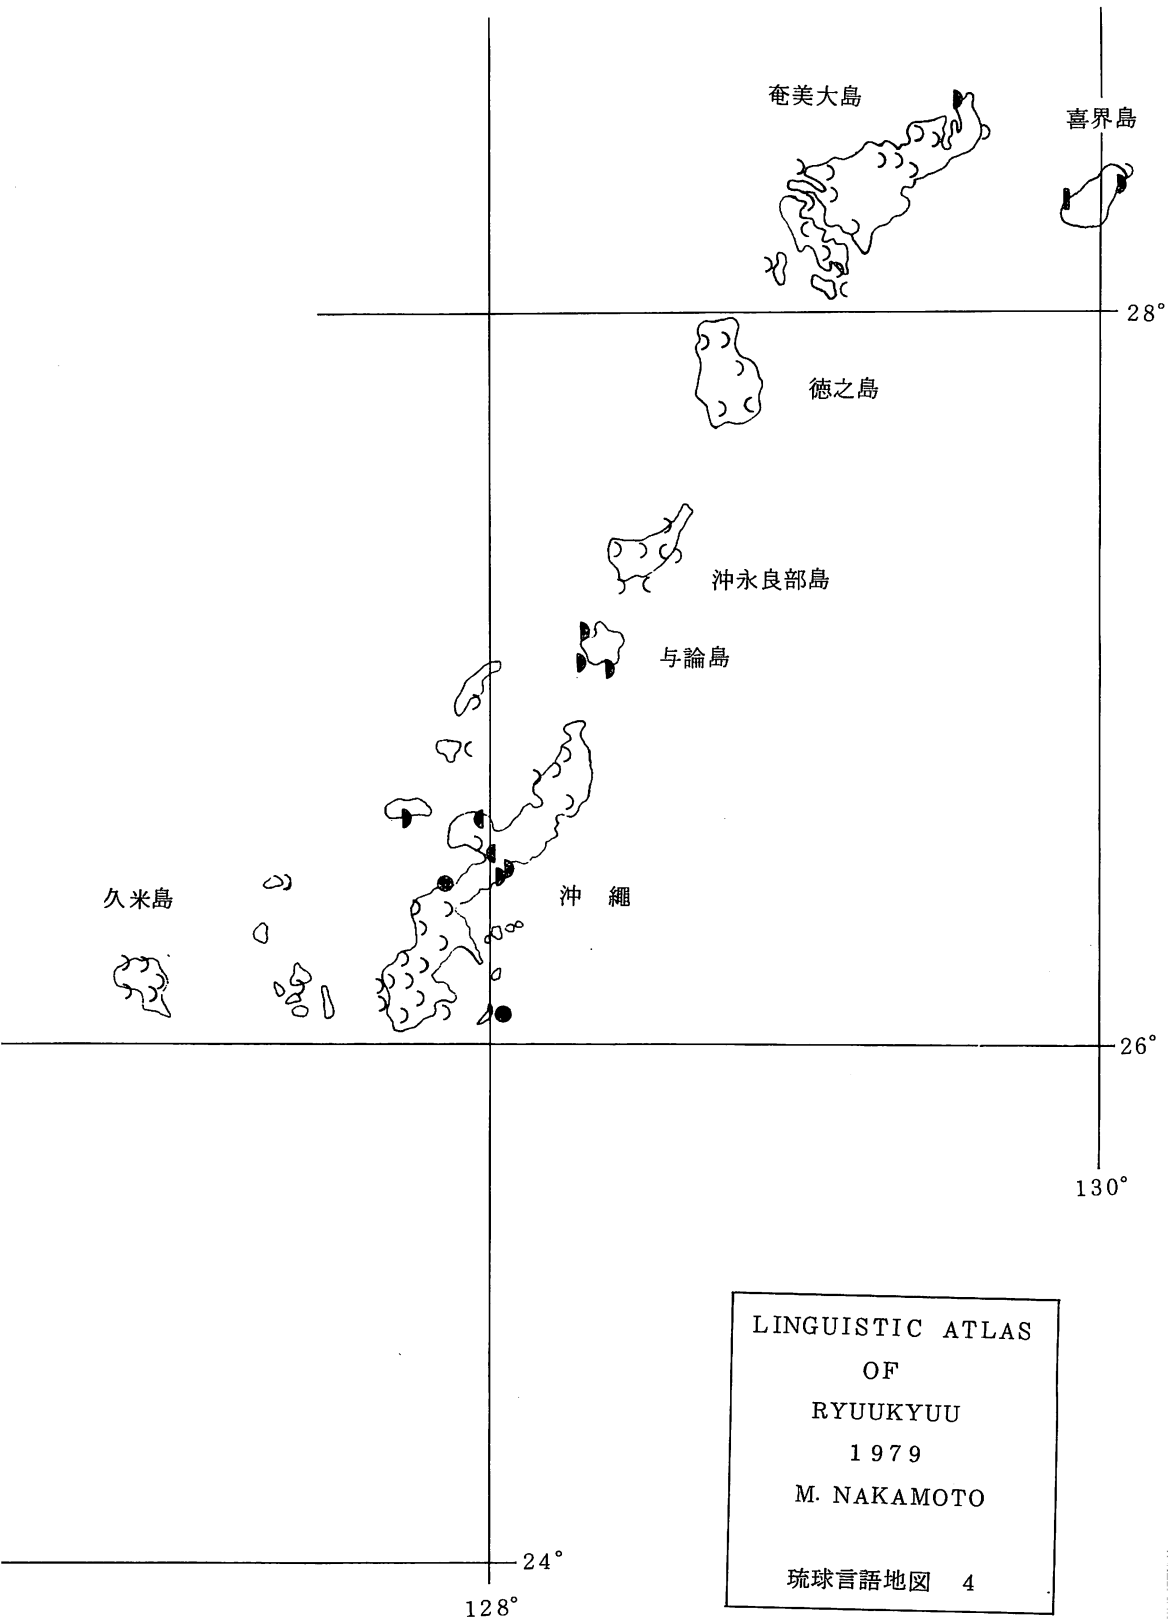 奄美大島
喜界島
28°
徳之島
沖永良部島
与論島
久米島
沖縄
26°
130°
LINGUISTIC ATLAS
OF
RYUUKYUU
1979
M. NAKAMOTO
琉球言語地図 4
24°
128°